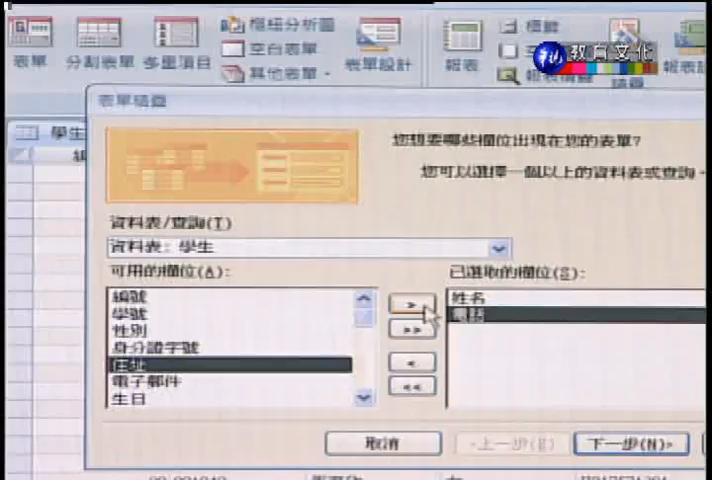 樞紐分析圖
空白表單
表單 分割表單 多重項目 其他表單 表單設計 報表
標籤
教育文化
表單精靈
學生
您想要哪些欄位出現在您的表單?
您可以選擇一個以上的資料表或查詢。
資料表/查詢(T)
資料表: 學生
可用的欄位(A): 已選取的欄位(S):
編號
學號
性別
身分證字號
住址
電子郵件
生日
姓名
電話
>
>>
<
<<
取消 <上一步(B) 下一步(N)>